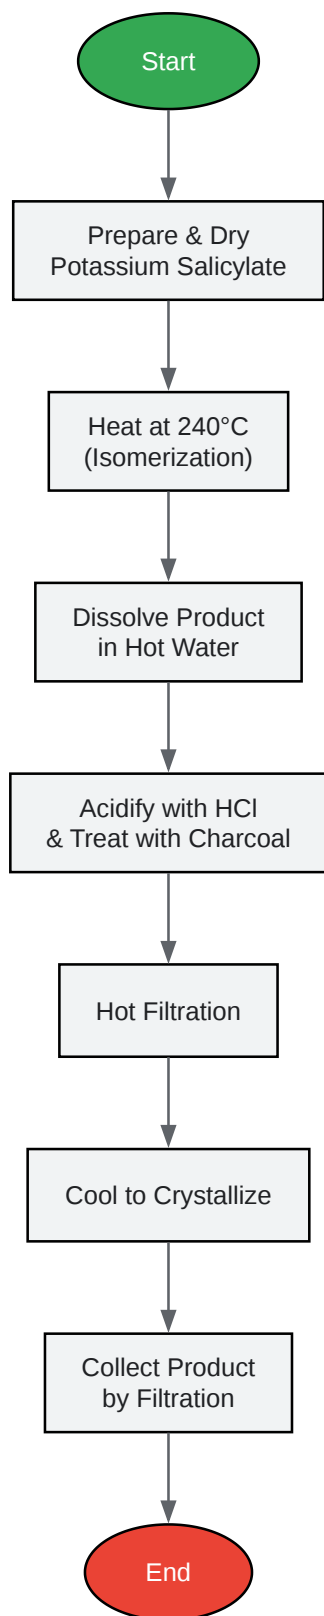 Start
Prepare & Dry
Potassium Salicylate
Heat at 240°C
(Isomerization)
Dissolve Product
in Hot Water
Acidify with HCl
& Treat with Charcoal
Hot Filtration
Cool to Crystallize
Collect Product
by Filtration
End